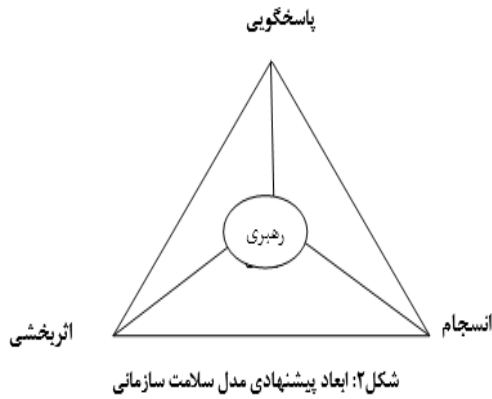 پاسخگویی
رهبری
انسجام
اثربخشی
شکل۲: ابعاد پیشنهادی مدل سلامت سازمانی